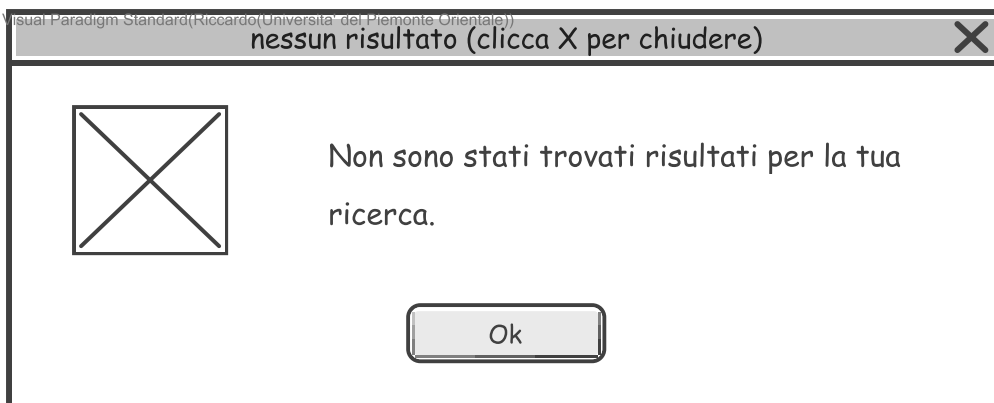 Visual Paradigm Standard(Riccardo(Universita' del Piemonte Orientale))
nessun risultato (clicca X per chiudere)
Non sono stati trovati risultati per la tua
ricerca.
Ok